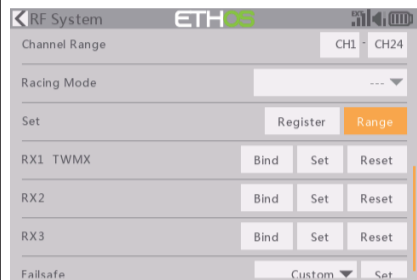 RF System ETHOS
Channel Range CH1 - CH24
Racing Mode ---
Set Register Range
RX1 TWMX Bind Set Reset
RX2 Bind Set Reset
RX3 Bind Set Reset
Failsafe Custom Set